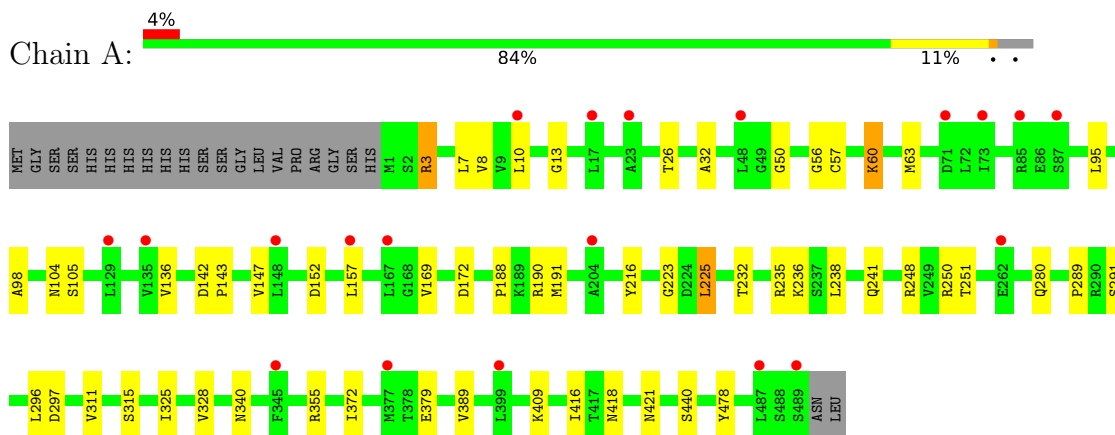 4%
Chain A:
84% 11% • •
MET GLY SER SER HIS HIS HIS HIS HIS HIS SER SER GLY LEU VAL PRO ARG GLY SER HIS M1 S2 R3 L7 V8 V9 L10 G13 L17 A23 T26 A32 L48 G49 G50 G56 C57 K60 M63 D71 L72 I73 R85 E86 S87 L95
A98 N104 S105 L129 V135 V136 D142 P143 V147 L148 D152 L157 L167 G168 V169 D172 P188 K189 R190 M191 A204 Y216 G223 D224 L225 T232 R235 K236 S237 L238 Q241 R248 V249 R250 T251 E262 Q280 P289 R290 S291
L296 D297 V311 S315 I325 V328 N340 F345 R355 I372 M377 T378 E379 V389 L399 K409 I416 T417 N418 N421 S440 Y478 L487 S488 S489 ASN LEU